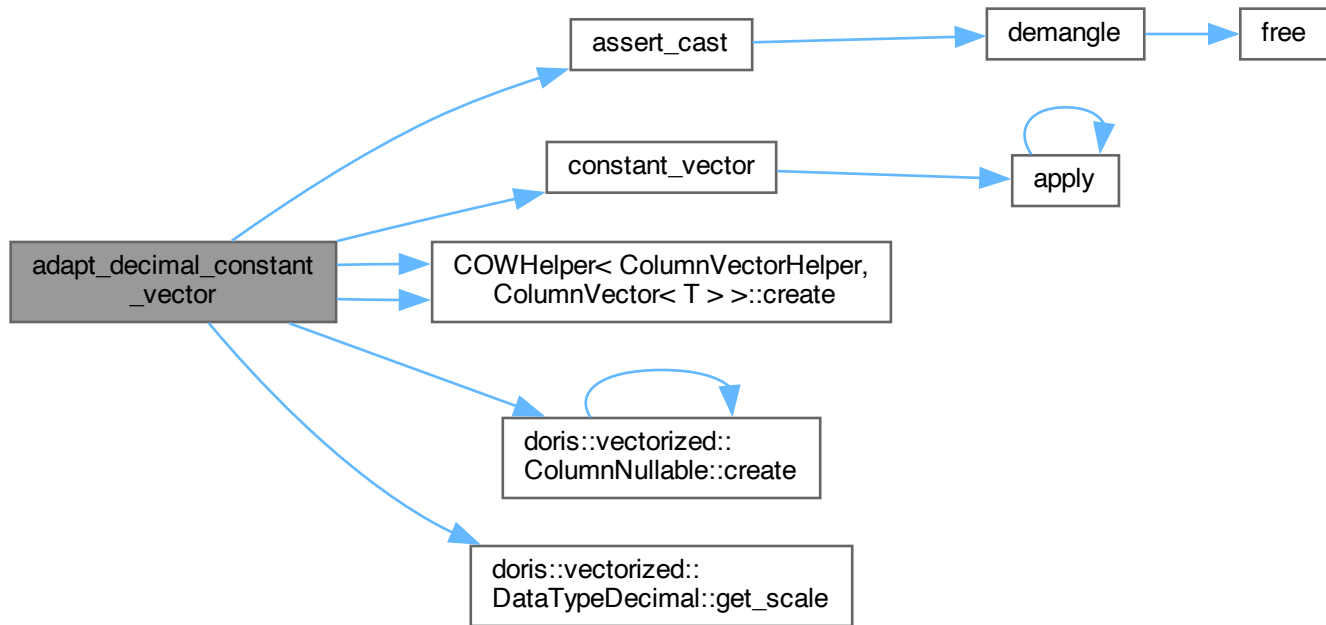 assert_cast
demangle
free
constant_vector
apply
adapt_decimal_constant
_vector
COWHelper< ColumnVectorHelper,
ColumnVector< T > >::create
doris::vectorized::
ColumnNullable::create
doris::vectorized::
DataTypeDecimal::get_scale